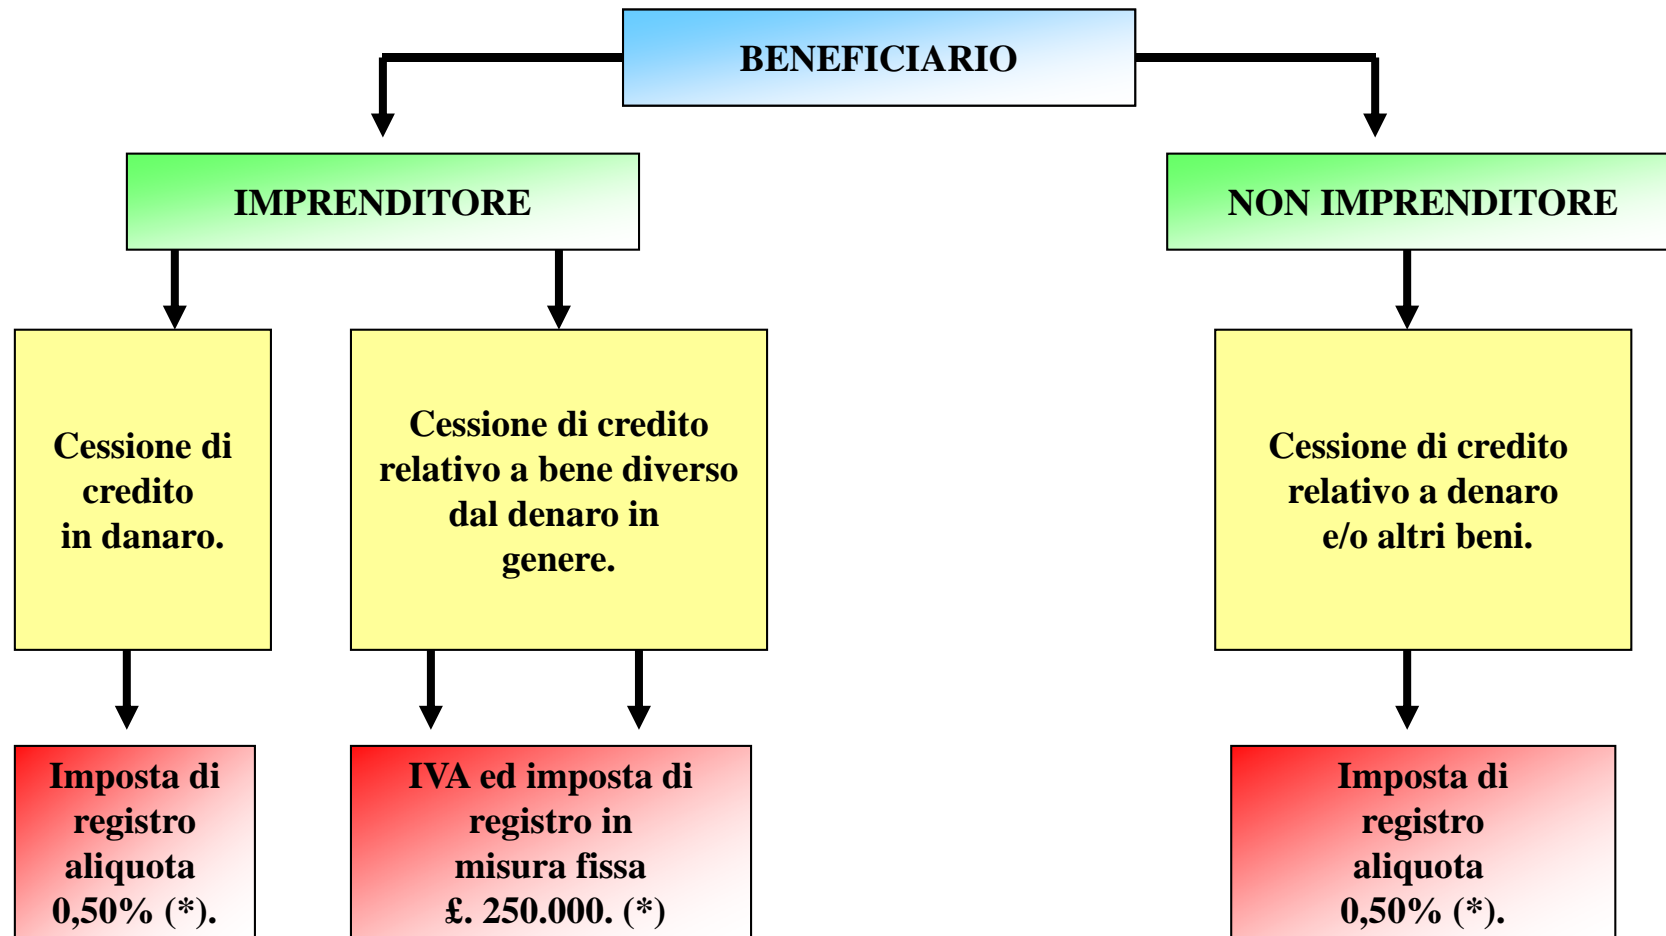 BENEFICIARIO
IMPRENDITORE
NON IMPRENDITORE
Cessione di
credito
in danaro.
Cessione di credito
relativo a bene diverso
dal denaro in
genere.
Cessione di credito
relativo a denaro
e/o altri beni.
Imposta di
registro
aliquota
0,50% (*).
IVA ed imposta di
registro in
misura fissa
£. 250.000. (*)
Imposta di
registro
aliquota
0,50% (*).